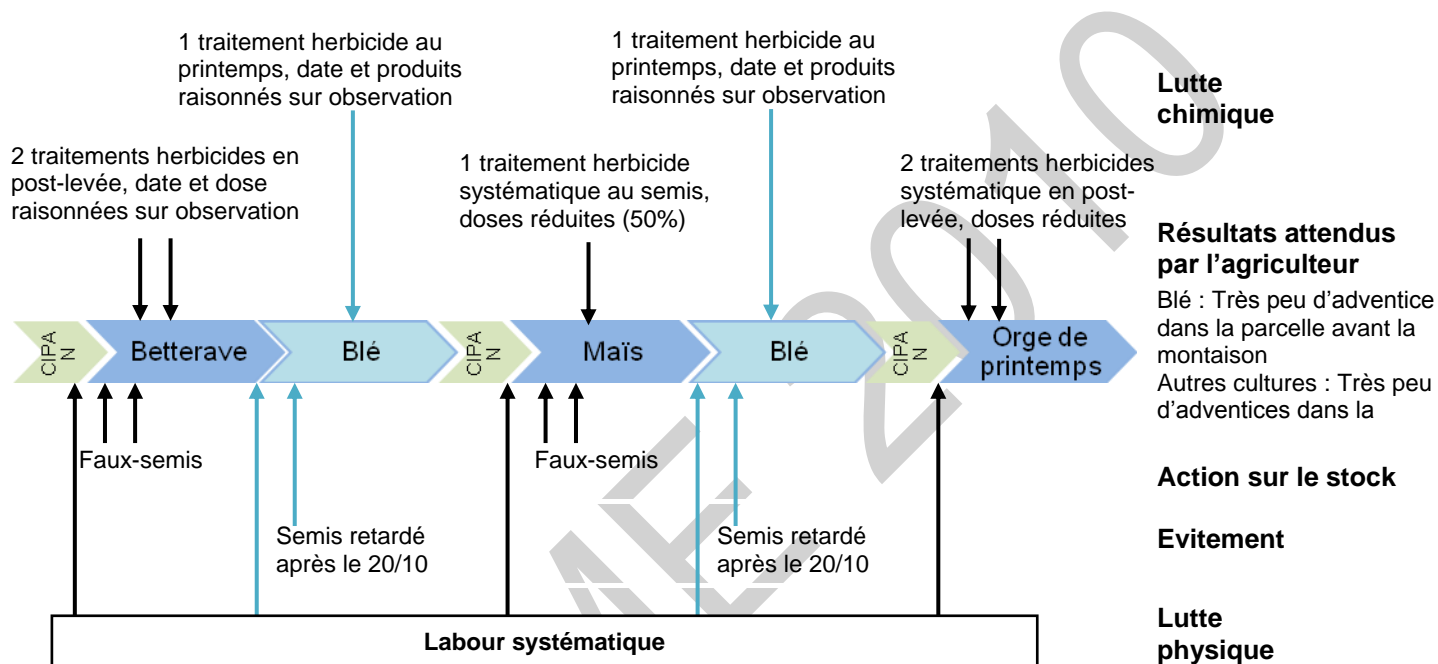 1 traitement herbicide au
printemps, date et produits
raisonnés sur observation
1 traitement herbicide au
printemps, date et produits
raisonnés sur observation
Lutte
chimique
2 traitements herbicides en
post-levée, date et dose
raisonnées sur observation
1 traitement herbicide
systématique au semis,
doses réduites (50%)
2 traitements herbicides
systématique en post-
levée, doses réduites
Résultats attendus
par l'agriculteur
Blé : Très peu d'adventice
dans la parcelle avant la
montaison
Autres cultures : Très peu
d'adventices dans la
CIPA
N
Betterave
Blé
CIPA
N
Maïs
Blé
CIPA
N
Orge de
printemps
Faux-semis
Faux-semis
Action sur le stock
Semis retardé
après le 20/10
Semis retardé
après le 20/10
Evitement
Labour systématique
Lutte
physique
ME 2010